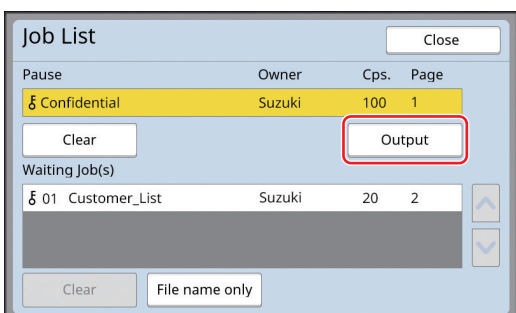 Job List Close
Pause Owner Cps. Page
Confidential Suzuki 100 1
Clear Output
Waiting Job(s)
01 Customer_List Suzuki 20 2
Clear File name only